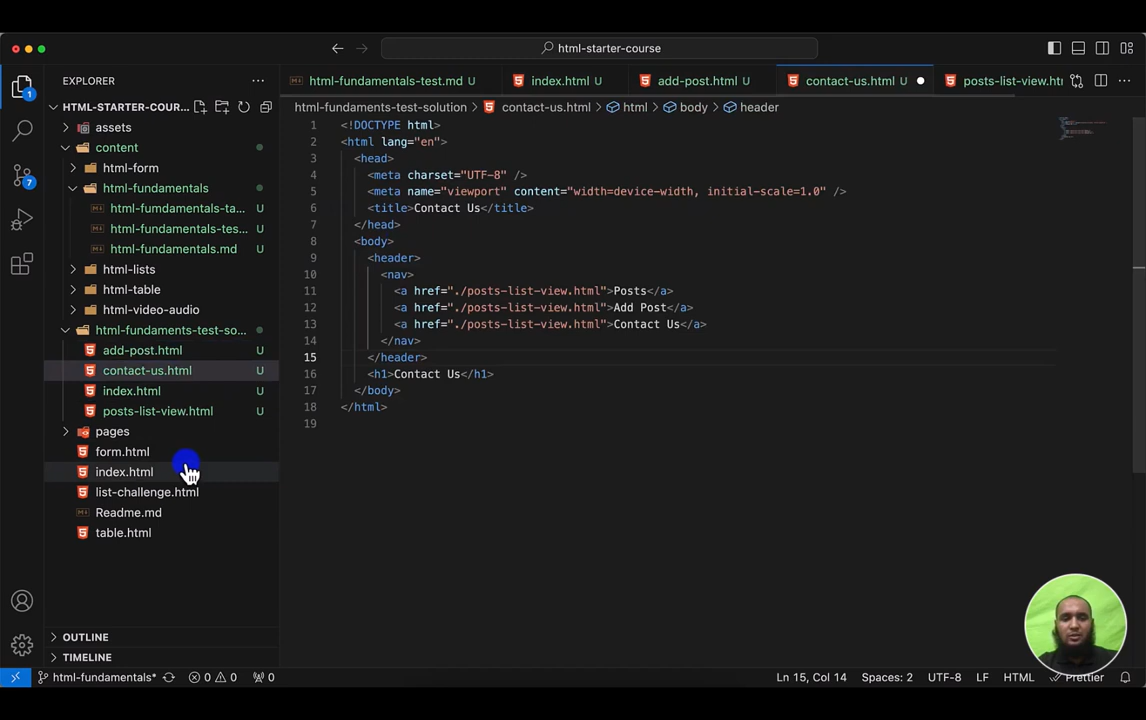 html-starter-course
EXPLORER
HTML-STARTER-COUR...
assets
content
html-form
html-fundamentals
html-fumdamentals-ta... U
html-fumdamentals-tes... U
html-fundamentals.md U
html-lists
html-table
html-video-audio
html-fundaments-test-so...
add-post.html U
contact-us.html U
index.html U
posts-list-view.html U
pages
form.html
index.html
list-challenge.html
Readme.md
table.html
OUTLINE
TIMELINE
1
7
html-fundamentals-test.md U index.html U add-post.html U contact-us.html U posts-list-view.ht
html-fundaments-test-solution > contact-us.html > html > body > header
1 <!DOCTYPE html>
2 <html lang="en">
3 <head>
4 <meta charset="UTF-8" />
5 <meta name="viewport" content="width=device-width, initial-scale=1.0" />
6 <title>Contact Us</title>
7 </head>
8 <body>
9 <header>
10 <nav>
11 <a href="./posts-list-view.html">Posts</a>
12 <a href="./posts-list-view.html">Add Post</a>
13 <a href="./posts-list-view.html">Contact Us</a>
14 </nav>
15 </header>
16 <h1>Contact Us</h1>
17 </body>
18 </html>
19
html-fundamentals* 0 0 0 Ln 15, Col 14 Spaces: 2 UTF-8 LF HTML Prettier